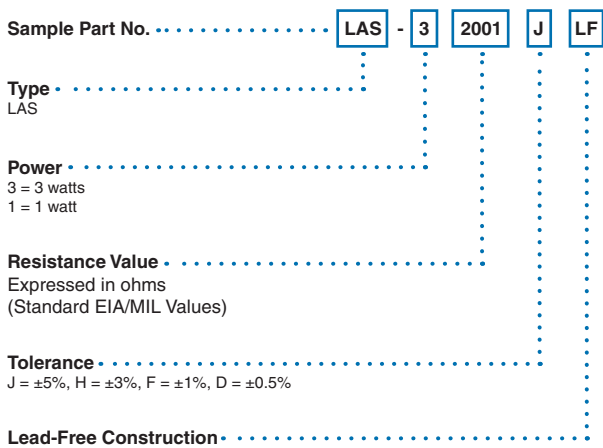 Sample Part No. LAS - 3 2001 J LF
Type
LAS
Power
3 = 3 watts
1 = 1 watt
Resistance Value
Expressed in ohms
(Standard EIA/MIL Values)
Tolerance
J = ±5%, H = ±3%, F = ±1%, D = ±0.5%
Lead-Free Construction